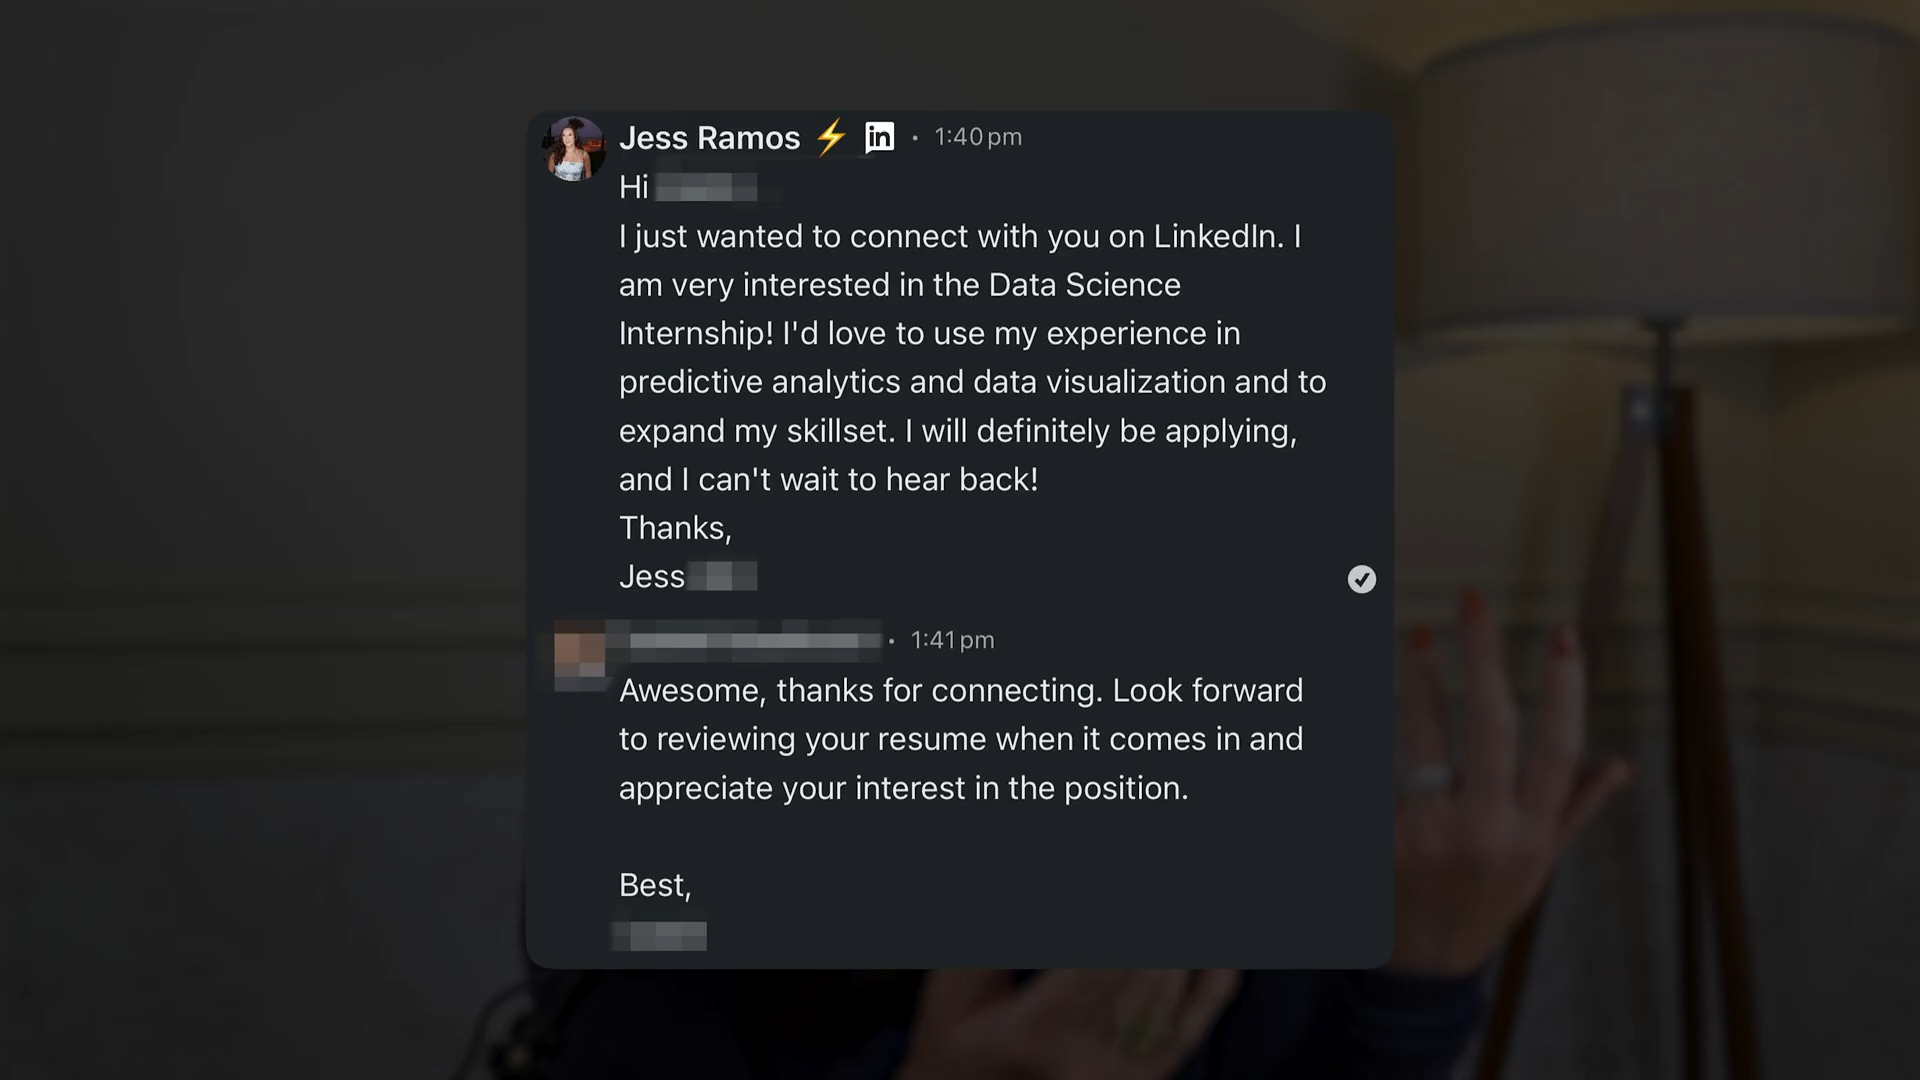 Jess Ramos ⚡ in · 1:40 pm
Hi
I just wanted to connect with you on LinkedIn. I
am very interested in the Data Science
Internship! I'd love to use my experience in
predictive analytics and data visualization and to
expand my skillset. I will definitely be applying,
and I can't wait to hear back!
Thanks,
Jess
· 1:41 pm
Awesome, thanks for connecting. Look forward
to reviewing your resume when it comes in and
appreciate your interest in the position.
Best,